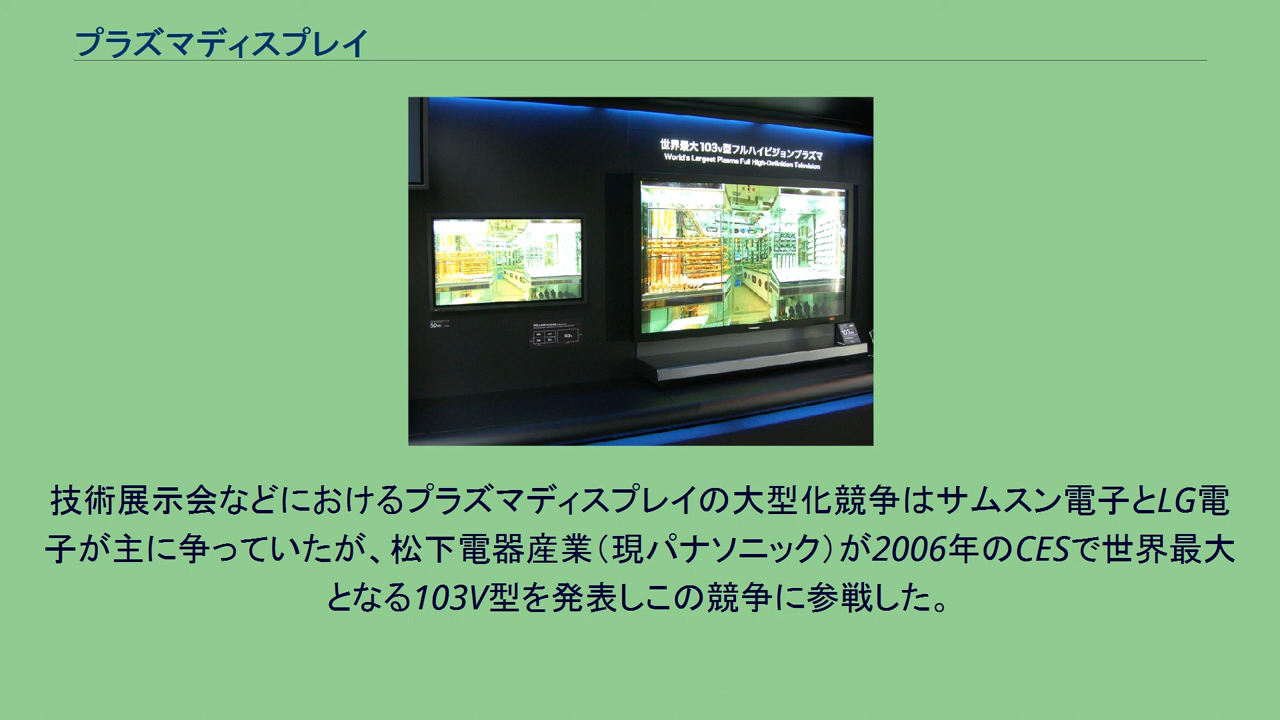 プラズマディスプレイ
世界最大103v型フルハイビジョンプラズマ
World's Largest Plasma Full High-Definition Television
技術展示会などにおけるプラズマディスプレイの大型化競争はサムスン電子とLG電
子が主に争っていたが、松下電器産業（現パナソニック）が2006年のCESで世界最大
となる103V型を発表しこの競争に参戦した。